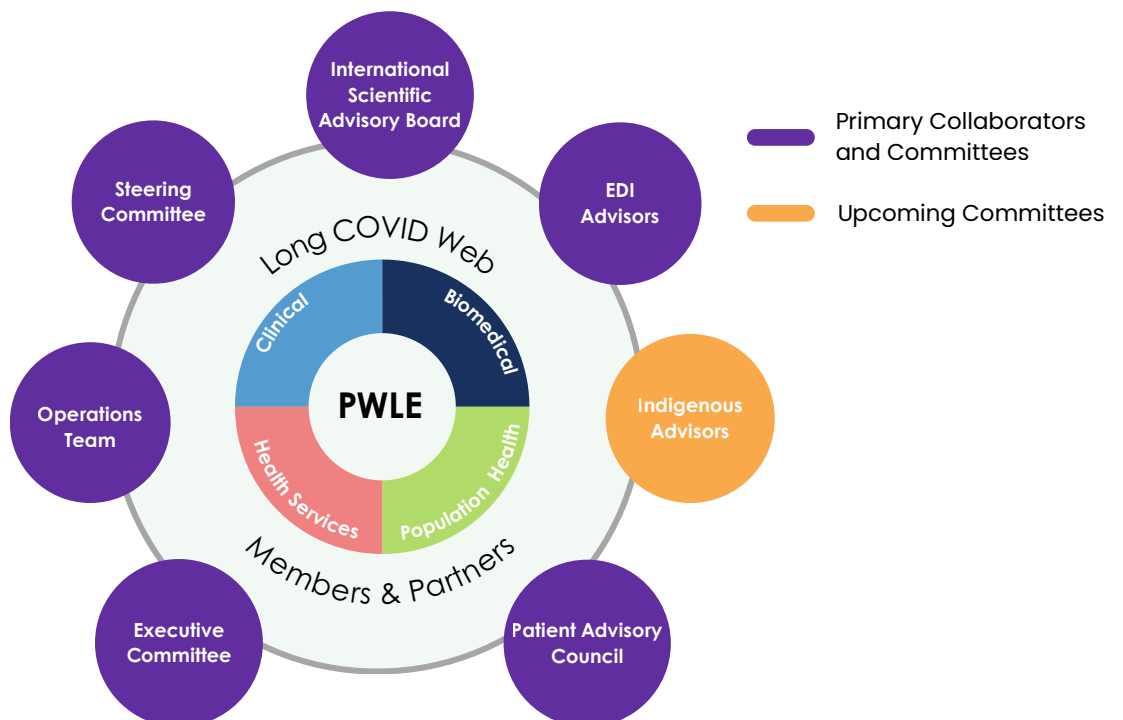 International
Scientific
Advisory Board
Primary Collaborators
and Committees
Steering
Committee
EDI
Advisors
Upcoming Committees
Long COVID Web
Clinical
Biomedical
PWLE
Operations
Team
Indigenous
Advisors
Health Services
Population Health
Members & Partners
Executive
Committee
Patient Advisory
Council